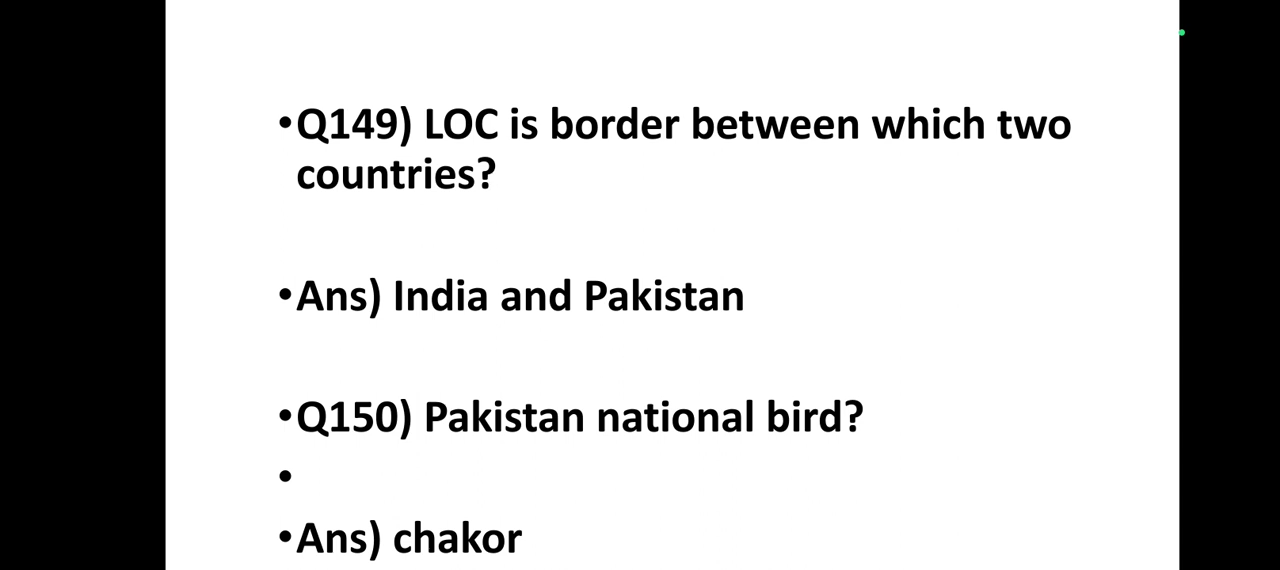 •Q149) LOC is border between which two
countries?
•Ans) India and Pakistan
•Q150) Pakistan national bird?
•
•Ans) chakor